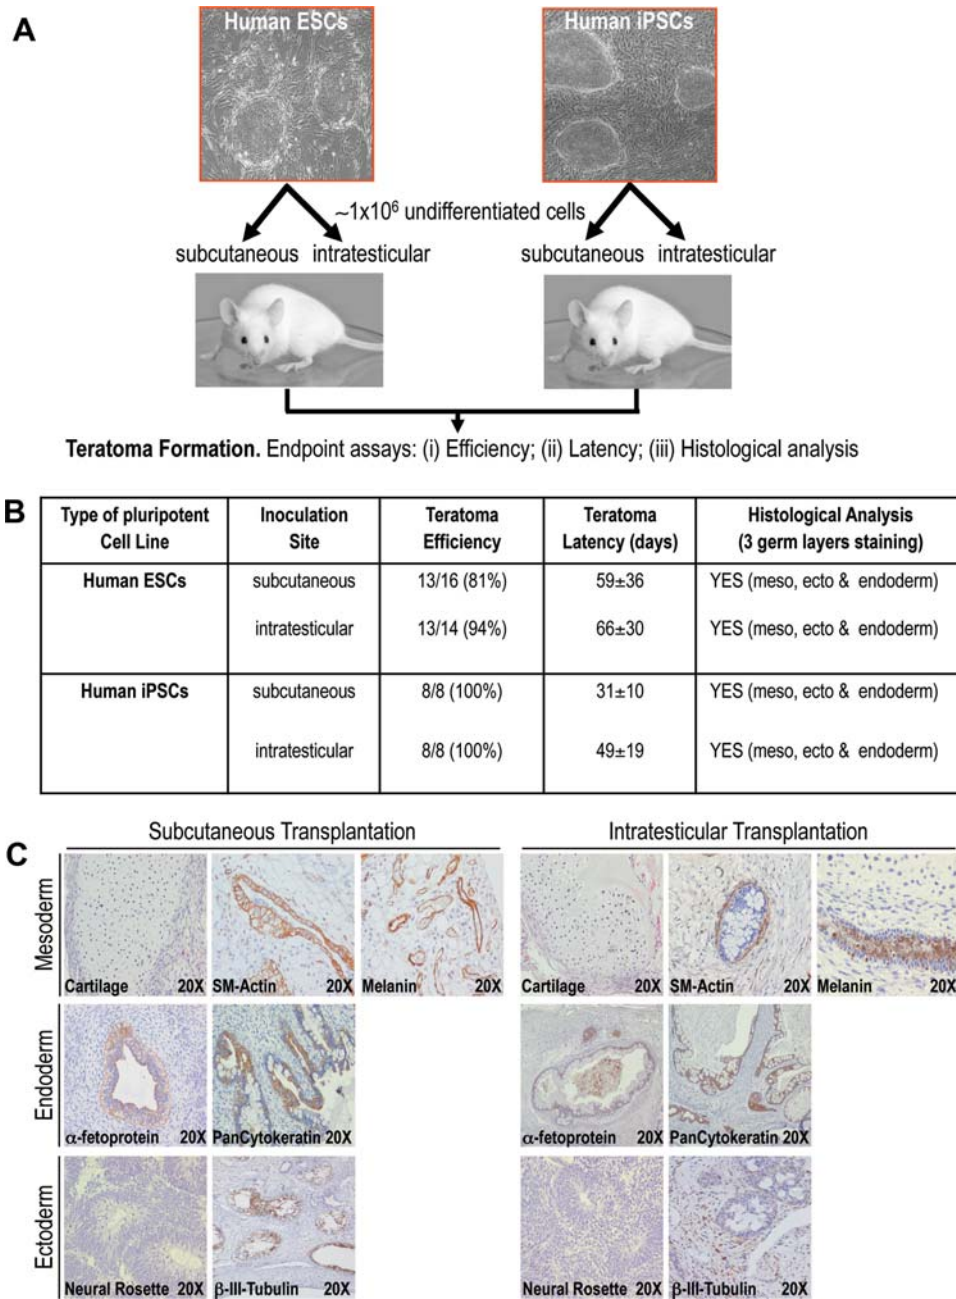 A
Human ESCs
Human iPSCs
~1x10⁶ undifferentiated cells
subcutaneous intratesticular
subcutaneous intratesticular
Teratoma Formation. Endpoint assays: (i) Efficiency; (ii) Latency; (iii) Histological analysis
B
Type of pluripotent Cell Line
Inoculation Site
Teratoma Efficiency
Teratoma Latency (days)
Histological Analysis (3 germ layers staining)
Human ESCs subcutaneous 13/16 (81%) 59±36 YES (meso, ecto & endoderm)
intratesticular 13/14 (94%) 66±30 YES (meso, ecto & endoderm)
Human iPSCs subcutaneous 8/8 (100%) 31±10 YES (meso, ecto & endoderm)
intratesticular 8/8 (100%) 49±19 YES (meso, ecto & endoderm)
C
Subcutaneous Transplantation
Intratesticular Transplantation
Mesoderm
Cartilage 20X
SM-Actin 20X
Melanin 20X
Cartilage 20X
SM-Actin 20X
Melanin 20X
Endoderm
α-fetoprotein 20X
PanCytokeratin 20X
α-fetoprotein 20X
PanCytokeratin 20X
Ectoderm
Neural Rosette 20X
β-III-Tubulin 20X
Neural Rosette 20X
β-III-Tubulin 20X